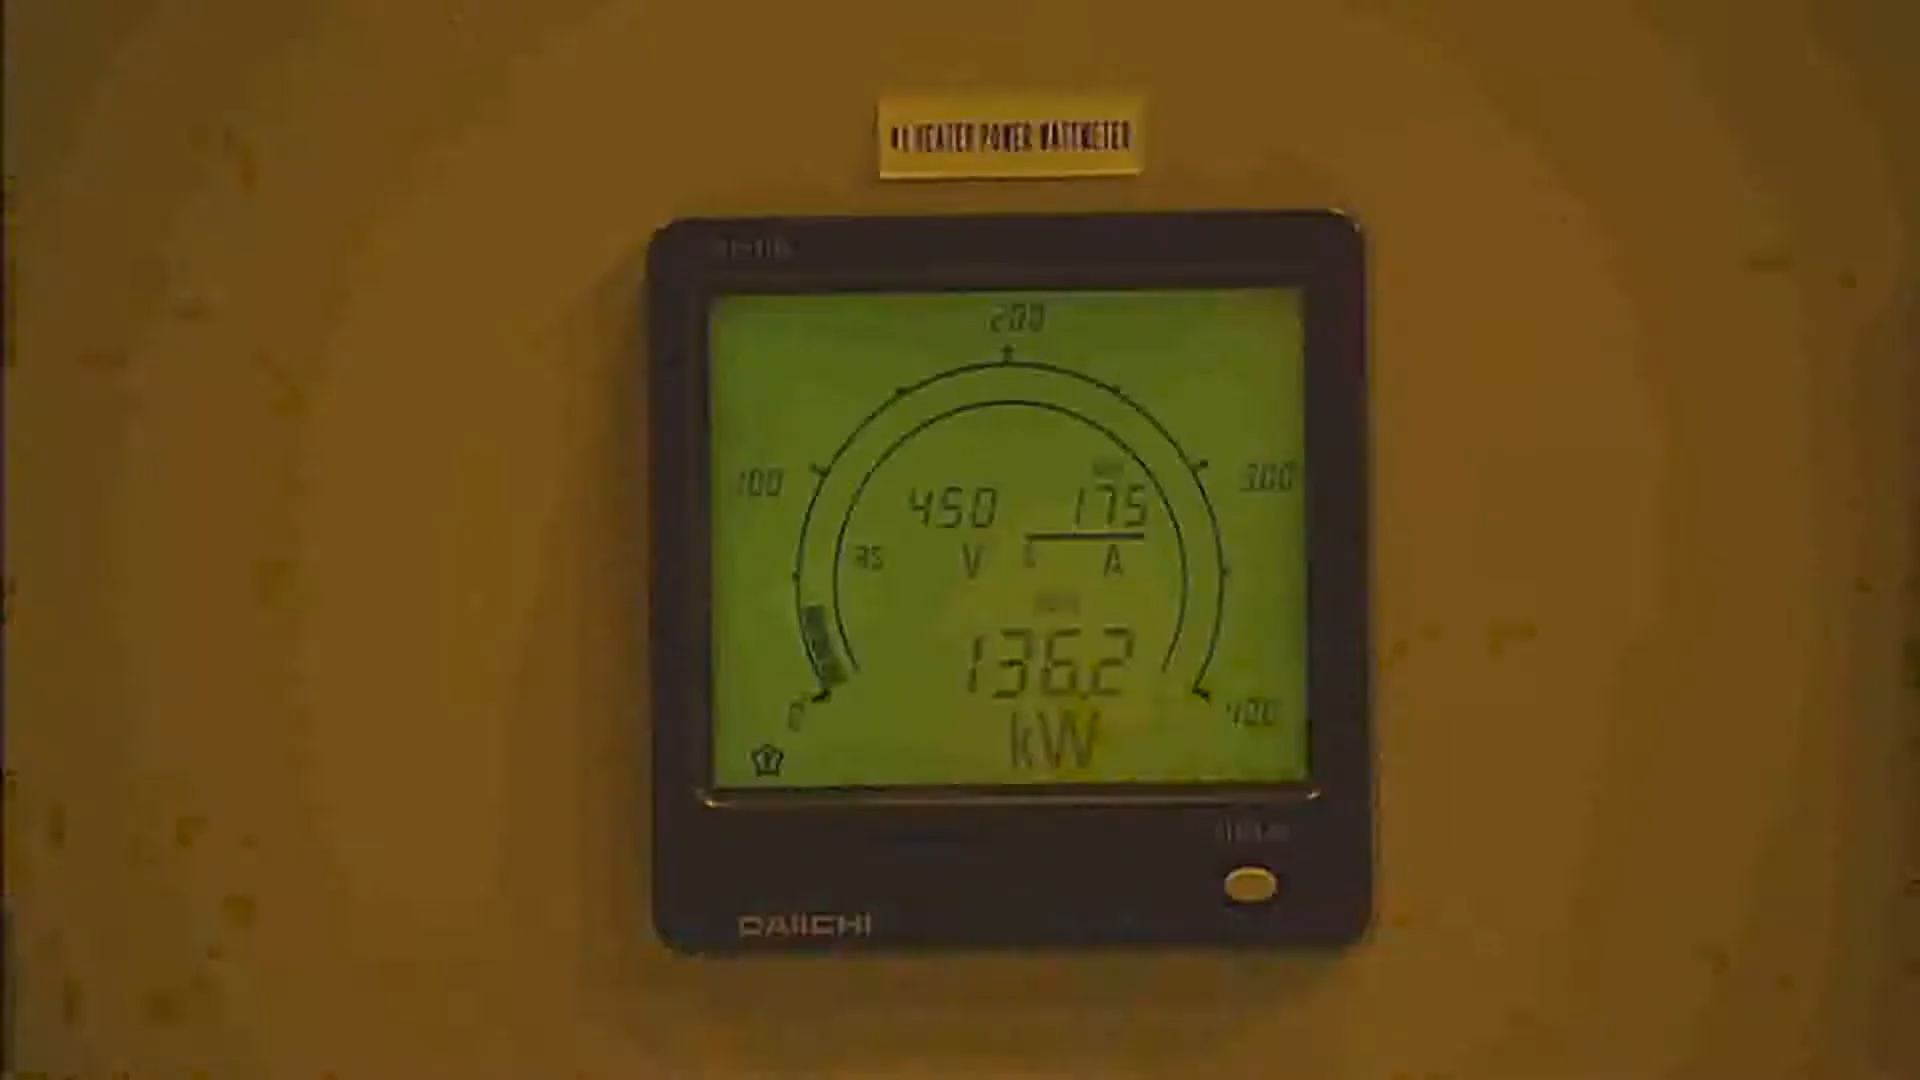 #1 HEATER POWER WATTMETER
200
100
300
450
175
RS
V
A
136.2
0
400
kW
DAIICHI